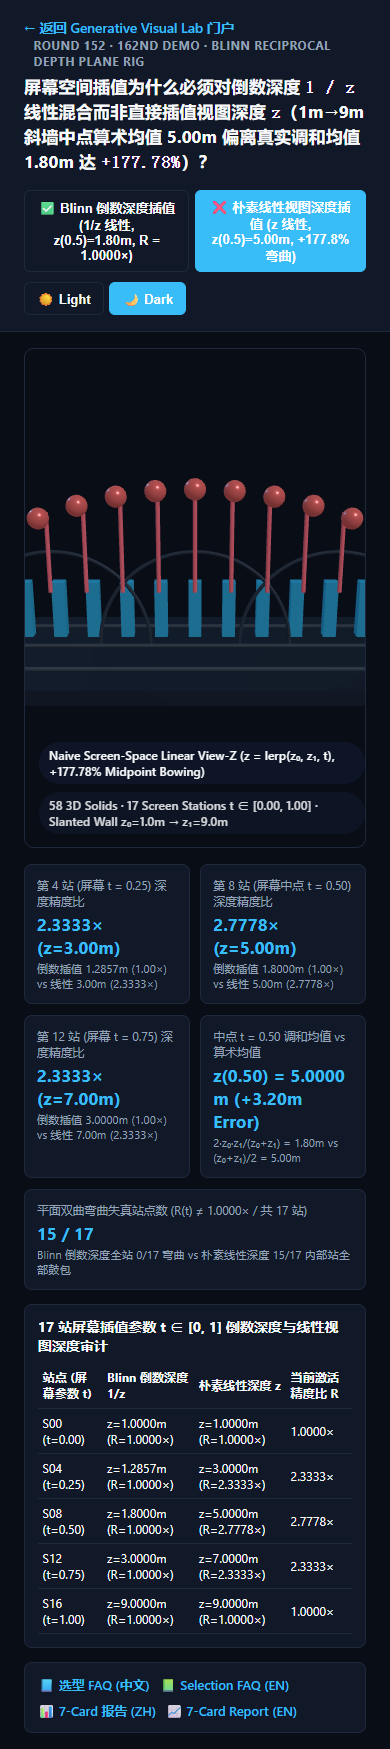 ← 返回 Generative Visual Lab 门户
ROUND 152 · 162ND DEMO · BLINN RECIPROCAL
DEPTH PLANE RIG
屏幕空间插值为什么必须对倒数深度 1 / z
线性混合而非直接插值视图深度 z（1m→9m
斜墙中点算术均值 5.00m 偏离真实调和均值
1.80m 达 +177.78%）？
✅ Blinn 倒数深度插值
(1/z 线性,
z(0.5)=1.80m, R =
1.0000×)
❌ 朴素线性视图深度插
值 (z 线性,
z(0.5)=5.00m, +177.8%
弯曲)
☀️ Light
🌙 Dark
Naive Screen-Space Linear View-Z (z = lerp(z₀, z₁, t),
+177.78% Midpoint Bowing)
58 3D Solids · 17 Screen Stations t ∈ [0.00, 1.00] ·
Slanted Wall z₀=1.0m → z₁=9.0m
第 4 站 (屏幕 t = 0.25) 深
度精度比
2.3333×
(z=3.00m)
倒数插值 1.2857m (1.00×)
vs 线性 3.00m (2.3333×)
第 8 站 (屏幕中点 t = 0.50)
深度精度比
2.7778×
(z=5.00m)
倒数插值 1.8000m (1.00×)
vs 线性 5.00m (2.7778×)
第 12 站 (屏幕 t = 0.75) 深
度精度比
2.3333×
(z=7.00m)
倒数插值 3.0000m (1.00×)
vs 线性 7.00m (2.3333×)
中点 t = 0.50 调和均值 vs
算术均值
z(0.50) = 5.0000
m (+3.20m
Error)
2·z₀·z₁/(z₀+z₁) = 1.80m vs
(z₀+z₁)/2 = 5.00m
平面双曲弯曲失真站点数 (R(t) ≠ 1.0000× / 共 17 站)
15 / 17
Blinn 倒数深度全站 0/17 弯曲 vs 朴素线性深度 15/17 内部站全
部鼓包
17 站屏幕插值参数 t ∈ [0, 1] 倒数深度与线性视
图深度审计
站点 (屏
幕参数 t)
Blinn 倒数深度
1/z
朴素线性深度 z
当前激活
精度比 R
S00
(t=0.00)
z=1.0000m
(R=1.0000×)
z=1.0000m
(R=1.0000×)
1.0000×
S04
(t=0.25)
z=1.2857m
(R=1.0000×)
z=3.0000m
(R=2.3333×)
2.3333×
S08
(t=0.50)
z=1.8000m
(R=1.0000×)
z=5.0000m
(R=2.7778×)
2.7778×
S12
(t=0.75)
z=3.0000m
(R=1.0000×)
z=7.0000m
(R=2.3333×)
2.3333×
S16
(t=1.00)
z=9.0000m
(R=1.0000×)
z=9.0000m
(R=1.0000×)
1.0000×
📘 选型 FAQ (中文)
📗 Selection FAQ (EN)
📊 7-Card 报告 (ZH)
📈 7-Card Report (EN)